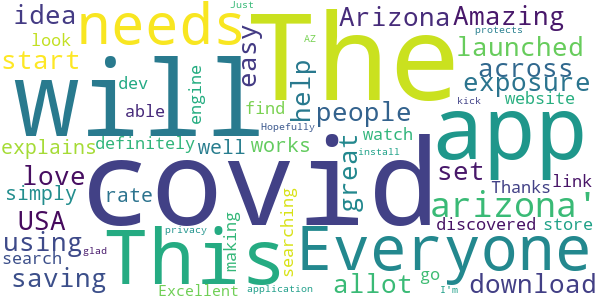 Just
idea
needs
The
Arizona
Amazing
protects
look
AZ
launched
start
easy
across
will
dev
engine
help
exposure
able
find
people
app
kick
website
Hopefully
explains
definitely
well
works
watch
install
covid
love
great
set
Thanks
link
simply
rate
arizona'
USA
This
making
searching
Everyone
discovered
store
using
privacy
search
glad
allot
go
download
saving
Excellent
application
I'm